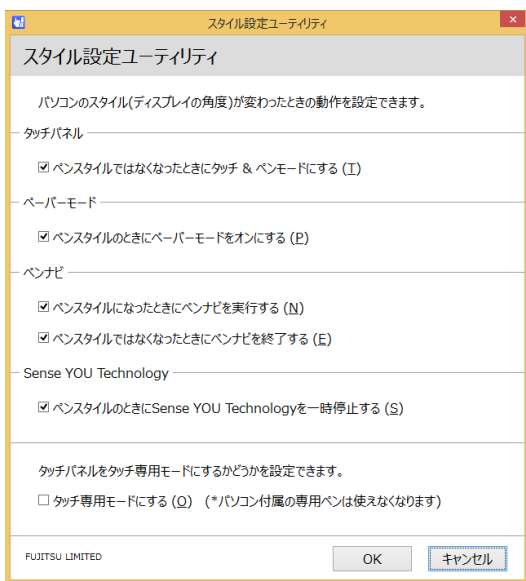 スタイル設定ユーティリティ
スタイル設定ユーティリティ
パソコンのスタイル(ディスプレイの角度)が変わったときの動作を設定できます。
タッチパネル
ペンスタイルではなくなったときにタッチ & ペンモードにする (T)
ペーパーモード
ペンスタイルのときにペーパーモードをオンにする (P)
ペンナビ
ペンスタイルになったときにペンナビを実行する (N)
ペンスタイルではなくなったときにペンナビを終了する (E)
Sense YOU Technology
ペンスタイルのときにSense YOU Technologyを一時停止する (S)
タッチパネルをタッチ専用モードにするかどうかを設定できます。
タッチ専用モードにする (O) (*パソコン付属の専用ペンは使えなくなります)
FUJITSU LIMITED
OK
キャンセル